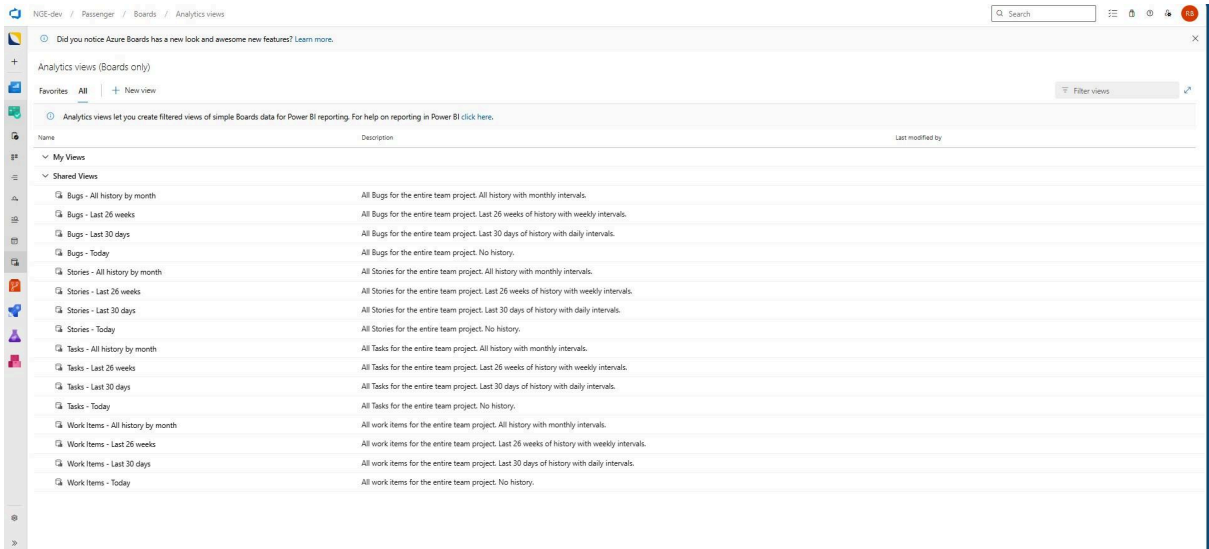 NGE-dev / Passenger / Boards / Analytics views
Search
RB
Did you notice Azure Boards has a new look and awesome new features? Learn more.
Analytics views (Boards only)
Favorites All + New view
Filter views
Analytics views let you create filtered views of simple Boards data for Power BI reporting. For help on reporting in Power BI click here.
Name Description Last modified by
My Views
Shared Views
Bugs - All history by month All Bugs for the entire team project. All history with monthly intervals.
Bugs - Last 26 weeks All Bugs for the entire team project. Last 26 weeks of history with weekly intervals.
Bugs - Last 30 days All Bugs for the entire team project. Last 30 days of history with daily intervals.
Bugs - Today All Bugs for the entire team project. No history.
Stories - All history by month All Stories for the entire team project. All history with monthly intervals.
Stories - Last 26 weeks All Stories for the entire team project. Last 26 weeks of history with weekly intervals.
Stories - Last 30 days All Stories for the entire team project. Last 30 days of history with daily intervals.
Stories - Today All Stories for the entire team project. No history.
Tasks - All history by month All Tasks for the entire team project. All history with monthly intervals.
Tasks - Last 26 weeks All Tasks for the entire team project. Last 26 weeks of history with weekly intervals.
Tasks - Last 30 days All Tasks for the entire team project. Last 30 days of history with daily intervals.
Tasks - Today All Tasks for the entire team project. No history.
Work Items - All history by month All work items for the entire team project. All history with monthly intervals.
Work Items - Last 26 weeks All work items for the entire team project. Last 26 weeks of history with weekly intervals.
Work Items - Last 30 days All work items for the entire team project. Last 30 days of history with daily intervals.
Work Items - Today All work items for the entire team project. No history.